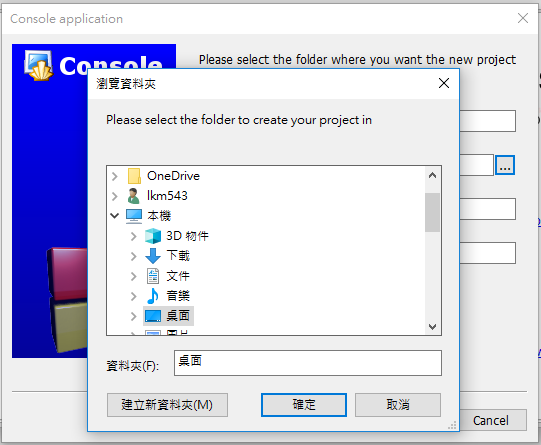 Console application
Console
Please select the folder where you want the new project
瀏覽資料夾
Please select the folder to create your project in
OneDrive
lkm543
本機
3D 物件
下載
文件
音樂
桌面
圖片
資料夾(F):
桌面
建立新資料夾(M)
確定
取消
...
Cancel